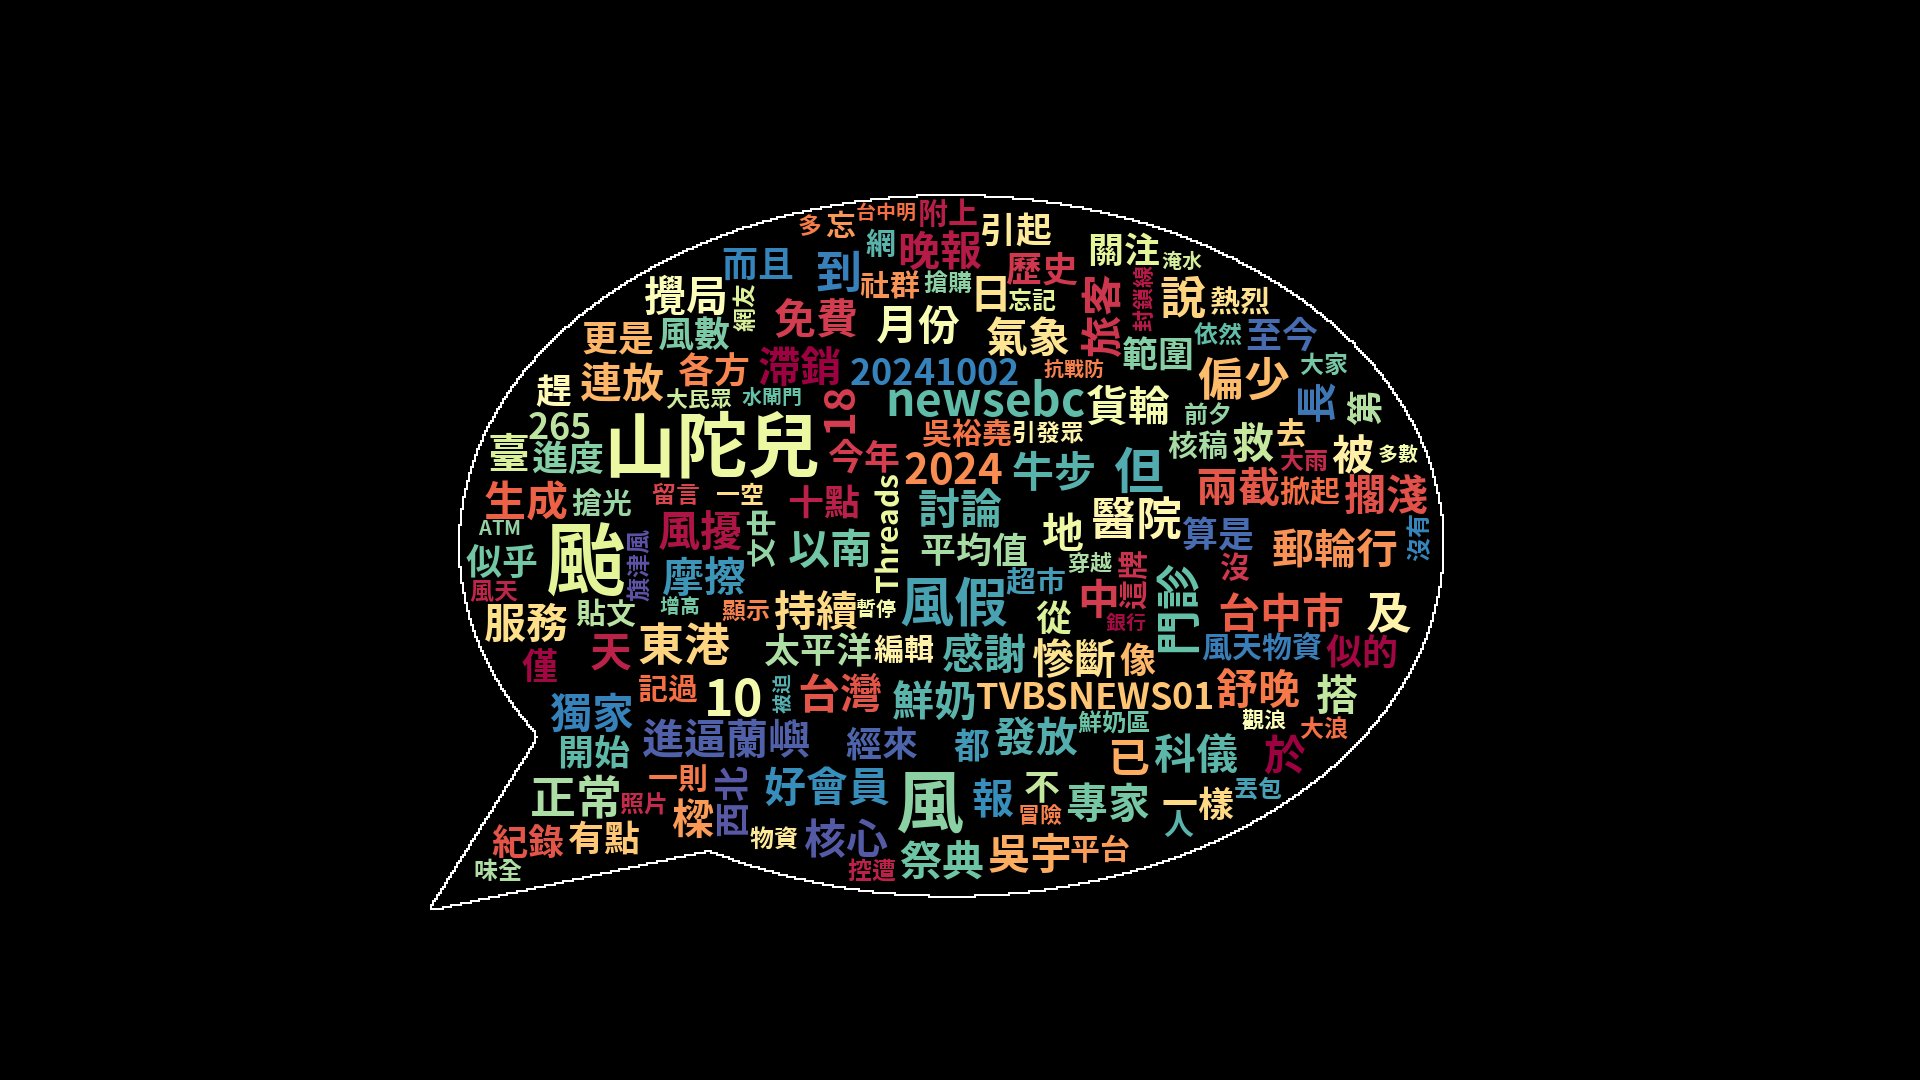 台中明
多
忘
附上
引起
網
晚報
關注
而且
到
歷史
淹水
社群
搶購
攪局
網友
日
忘記
旅客
封鎖線
說
熱烈
免費
月份
氣象
更是
風數
範圍
依然
至今
各方
滯銷
20241002
抗戰防
大家
趕
連放
大民眾
水閘門
18
newsebc
貨輪
偏少
長
第
前夕
265
山陀兒
吳裕堯
引發眾
核稿
救
去
臺
進度
今年
2024
牛步
但
大雨
被
多數
生成
搶光
留言
一空
十點
Threads
討論
兩截
掀起
擱淺
ATM
颱
旗津風
風擾
文中
以南
平均值
地
醫院
算是
郵輪行
沒有
似乎
摩擦
穿越
這牌
沒
風天
超市
風假
中
門診
服務
貼文
增高
顯示
持續
暫停
從
銀行
台中市
及
僅
天
東港
太平洋
編輯
感謝
慘斷
像
風天物資
似的
記過
10
被迫
台灣
鮮奶
TVBSNEWS01
舒晚
搭
獨家
進逼蘭嶼
鮮奶區
觀浪
大浪
開始
經來
都
發放
已
科儀
於
正常
一則
西北
好會員
風
報
不
專家
丟包
照片
樑
冒險
一樣
人
紀錄
有點
物資
核心
祭典
吳宇
平台
味全
控遭